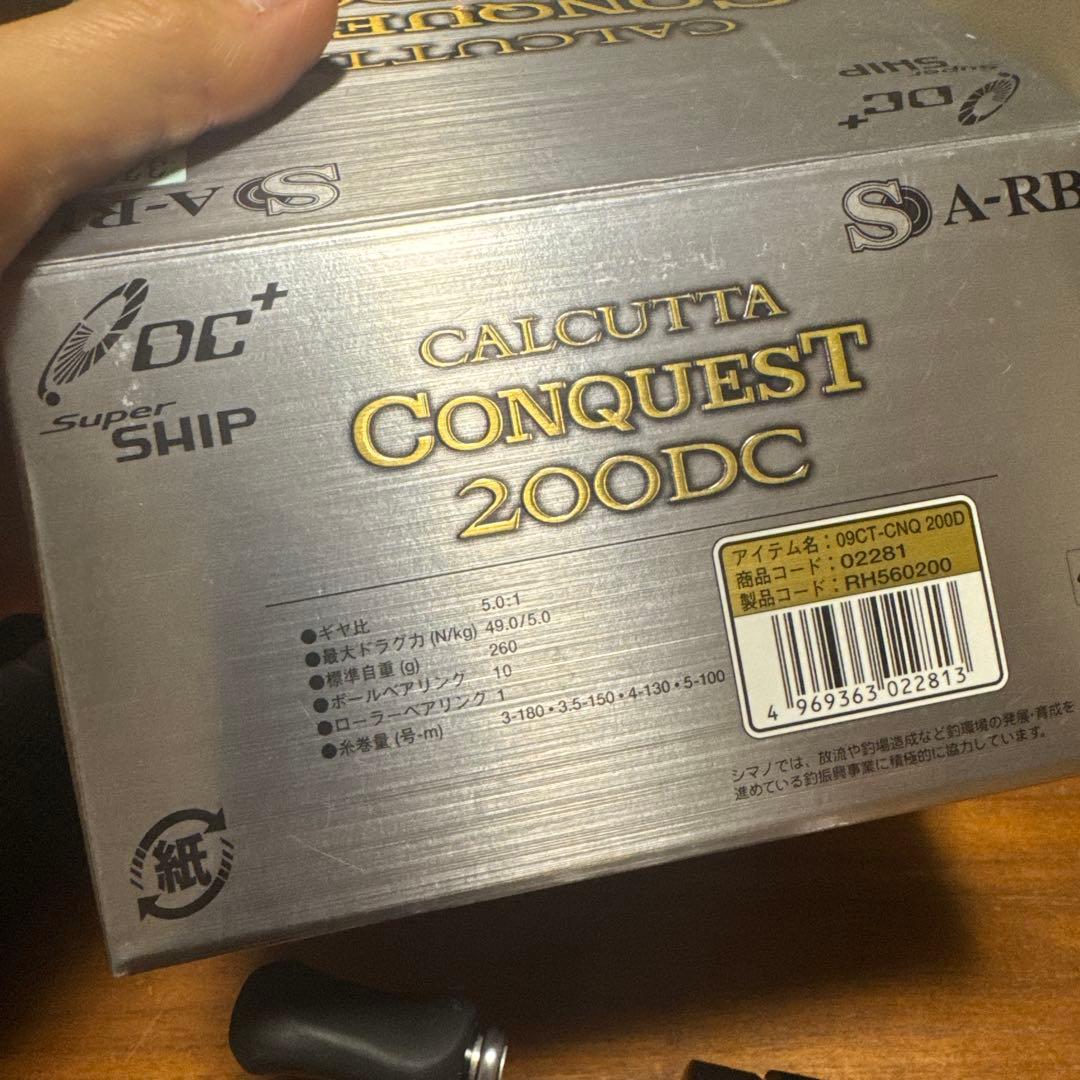 CALCUTT
CONQUE
Super
SHIP
DC+
A-R
S
S A-RB
DC+
Super
SHIP
CALCUTTA
CONQUEST
200DC
●ギヤ比 5.0:1
●最大ドラグ力 (N/kg) 49.0/5.0
●標準自重 (g) 260
●ボールベアリング 10
●ローラーベアリング 1
●糸巻量 (号-m) 3-180・3.5-150・4-130・5-100
アイテム名:09CT-CNQ 200D
商品コード:02281
製品コード:RH560200
4 969363 022813
シマノでは、放流や釣場造成など釣環境の発展・育成を
進めている釣振興事業に積極的に協力しています。
紙